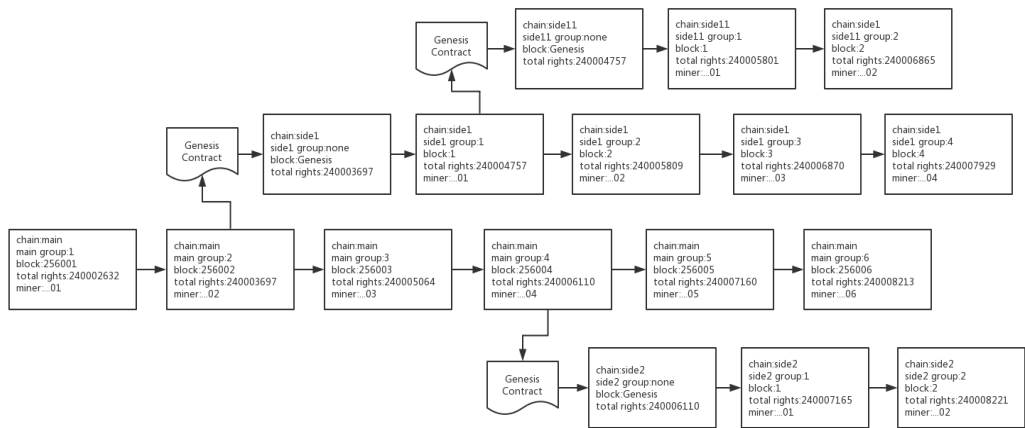 Genesis
Contract
chain:side11
side11 group:none
block:Genesis
total rights:240004757
chain:side11
side11 group:1
block:1
total rights:240005801
miner:...01
chain:side1
side11 group:2
block:2
total rights:240006865
miner:...02
Genesis
Contract
chain:side1
side1 group:none
block:Genesis
total rights:240003697
chain:side1
side1 group:1
block:1
total rights:240004757
miner:...01
chain:side1
side1 group:2
block:2
total rights:240005809
miner:...02
chain:side1
side1 group:3
block:3
total rights:240006870
miner:...03
chain:side1
side1 group:4
block:4
total rights:240007929
miner:...04
chain:main
main group:1
block:256001
total rights:240002632
miner:...01
chain:main
main group:2
block:256002
total rights:240003697
miner:...02
chain:main
main group:3
block:256003
total rights:240005064
miner:...03
chain:main
main group:4
block:256004
total rights:240006110
miner:...04
chain:main
main group:5
block:256005
total rights:240007160
miner:...05
chain:main
main group:6
block:256006
total rights:240008213
miner:...06
Genesis
Contract
chain:side2
side2 group:none
block:Genesis
total rights:240006110
chain:side2
side2 group:1
block:1
total rights:240007165
miner:...01
chain:side2
side2 group:2
block:2
total rights:240008221
miner:...02